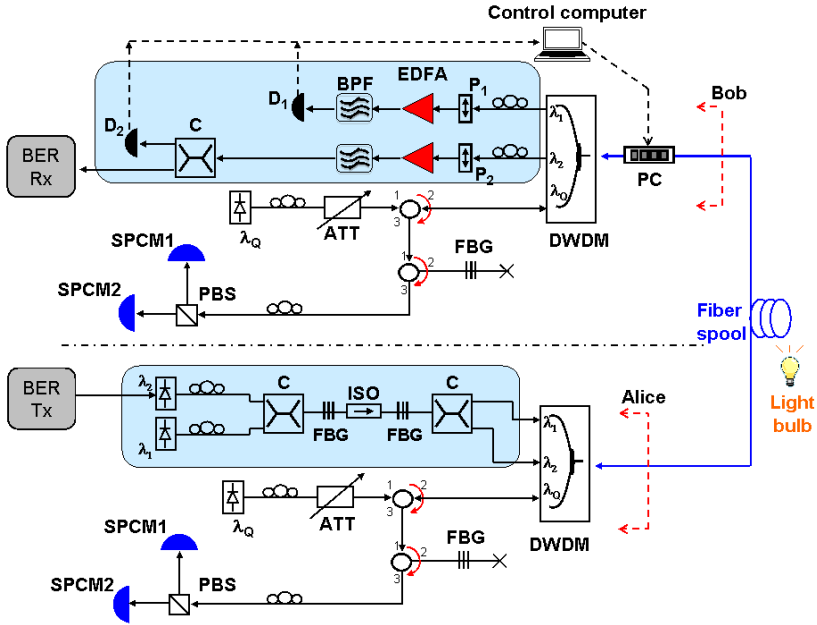 Control computer
BPF
EDFA
P1
D1
λ1
Bob
D2
C
BER
Rx
λ2
P2
λQ
PC
DWDM
1
2
3
λQ
ATT
SPCM1
FBG
1
2
3
SPCM2
PBS
Fiber
spool
Light
bulb
BER
Tx
λ2
C
ISO
C
Alice
λ1
FBG
FBG
λ1
λ2
λQ
DWDM
1
2
3
λQ
ATT
SPCM1
FBG
1
2
3
SPCM2
PBS